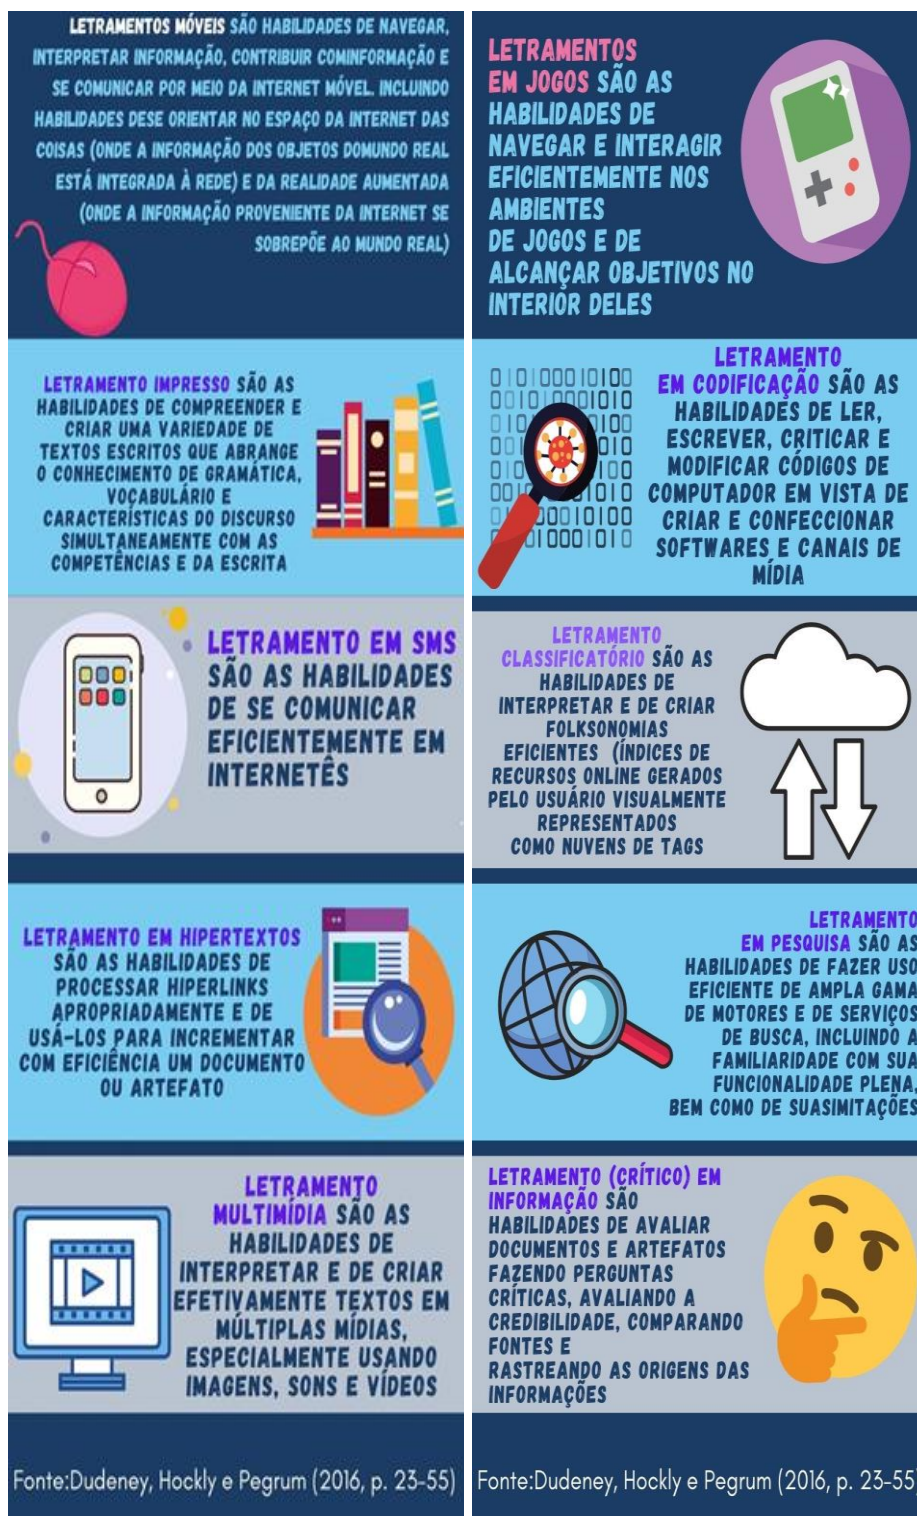 LETRAMENTOS MÓVEIS SÃO HABILIDADES DE NAVEGAR,
INTERPRETAR INFORMAÇÃO, CONTRIBUIR COMINFORMAÇÃO E
SE COMUNICAR POR MEIO DA INTERNET MÓVEL. INCLUINDO
HABILIDADES DESE ORIENTAR NO ESPAÇO DA INTERNET DAS
COISAS (ONDE A INFORMAÇÃO DOS OBJETOS DOMUNDO REAL
ESTÁ INTEGRADA À REDE) E DA REALIDADE AUMENTADA
(ONDE A INFORMAÇÃO PROVENIENTE DA INTERNET SE
SOBREPÕE AO MUNDO REAL)
LETRAMENTO IMPRESSO SÃO AS
HABILIDADES DE COMPREENDER E
CRIAR UMA VARIEDADE DE
TEXTOS ESCRITOS QUE ABRANGE
O CONHECIMENTO DE GRAMÁTICA,
VOÇABULÁRIO E
CARACTERÍSTICAS DO DISCURSO
SIMULTANEAMENTE COM AS
COMPETÊNCIAS E DA ESCRITA
LETRAMENTO EM SMS
SÃO AS HABILIDADES
DE SE COMUNICAR
EFICIENTEMENTE EM
INTERNETÊS
LETRAMENTO EM HIPERTEXTOS
SÃO AS HABILIDADES DE
PROCESSAR HIPERLINKS
APROPRIADAMENTE E DE
USÁ-LOS PARA INCREMENTAR
COM EFICIÊNCIA UM DOCUMENTO
OU ARTEFATO
LETRAMENTO
MULTIMÍDIA SÃO AS
HABILIDADES DE
INTERPRETAR E DE CRIAR
EFETIVAMENTE TEXTOS EM
MÚLTIPLAS MÍDIAS,
ESPECIALMENTE USANDO
IMAGENS, SONS E VÍDEOS
Fonte:Dudeney, Hockly e Pegrum (2016, p. 23-55)
LETRAMENTOS
EM JOGOS SÃO AS
HABILIDADES DE
NAVEGAR E INTERAGIR
EFICIENTEMENTE NOS
AMBIENTES
DE JOGOS E DE
ALCANÇAR OBJETIVOS NO
INTERIOR DELES
LETRAMENTO
EM CODIFICAÇÃO SÃO AS
HABILIDADES DE LER,
ESCREVER, CRITICAR E
MODIFICAR CÓDIGOS DE
COMPUTADOR EM VISTA DE
CRIAR E CONFECCIONAR
SOFTWARES E CANAIS DE
MÍDIA
LETRAMENTO
CLASSIFICATÓRIO SÃO AS
HABILIDADES DE
INTERPRETAR E DE CRIAR
FOLKSONOMIAS
EFICIENTES (ÍNDICES DE
RECURSOS ONLINE GERADOS
PELO USUÁRIO VISUALMENTE
REPRESENTADOS
COMO NUVENS DE TAGS
LETRAMENTO
EM PESQUISA SÃO AS
HABILIDADES DE FAZER USO
EFICIENTE DE AMPLA GAMA
DE MOTORES E DE SERVIÇOS
DE BUSCA, INCLUINDO A
FAMILIARIDADE COM SUA
FUNCIONALIDADE PLENA,
BEM COMO DE SUASIMITAÇÕES
LETRAMENTO (CRÍTICO) EM
INFORMAÇÃO SÃO
HABILIDADES DE AVALIAR
DOCUMENTOS E ARTEFATOS
FAZENDO PERGUNTAS
CRÍTICAS, AVALIANDO A
CREDIBILIDADE, COMPARANDO
FONTES E
RASTREANDO AS ORIGENS DAS
INFORMAÇÕES
Fonte:Dudeney, Hockly e Pegrum (2016, p. 23-55)